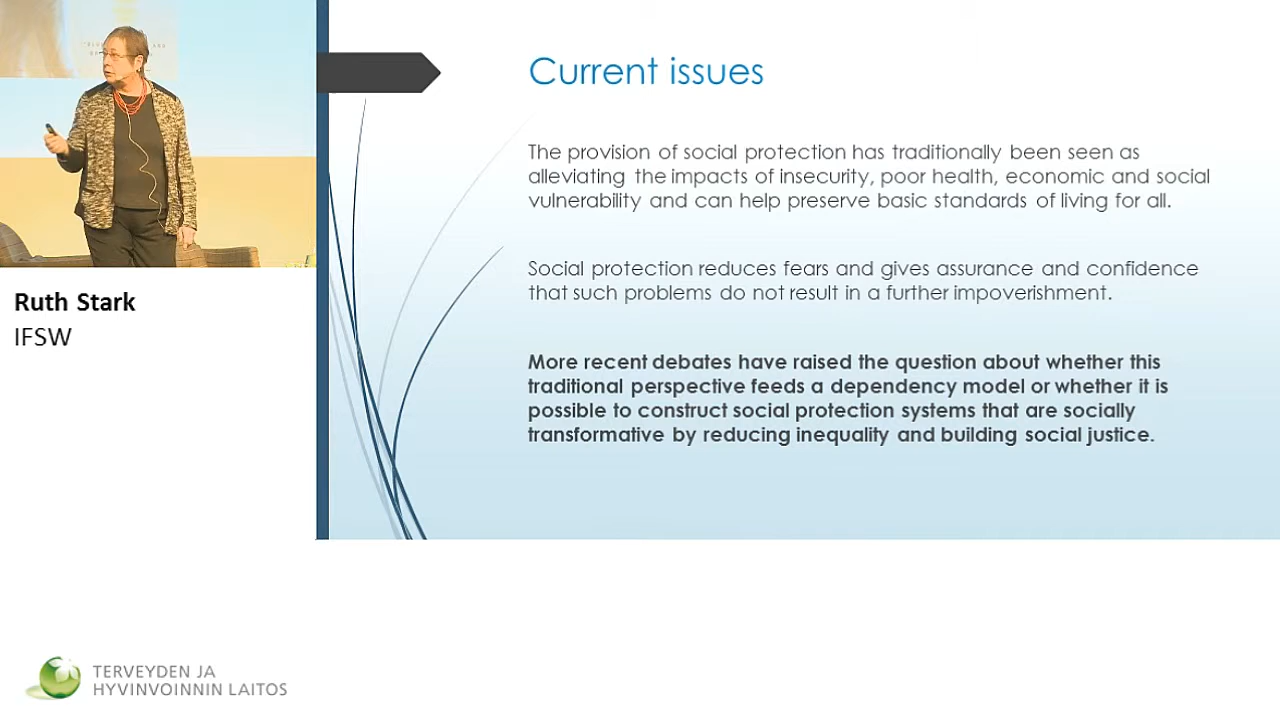 Current issues
The provision of social protection has traditionally been seen as
alleviating the impacts of insecurity, poor health, economic and social
vulnerability and can help preserve basic standards of living for all.
Social protection reduces fears and gives assurance and confidence
that such problems do not result in a further impoverishment.
More recent debates have raised the question about whether this
traditional perspective feeds a dependency model or whether it is
possible to construct social protection systems that are socially
transformative by reducing inequality and building social justice.
Ruth Stark
IFSW
TERVEYDEN JA
HYVINVOINNIN LAITOS